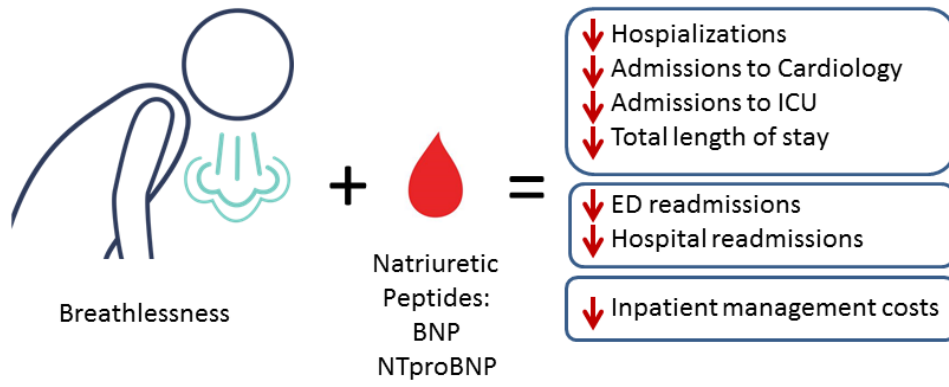 Breathlessness
+
Natriuretic
Peptides:
BNP
NTproBNP
=
Hospializations
Admissions to Cardiology
Admissions to ICU
Total length of stay
ED readmissions
Hospital readmissions
Inpatient management costs